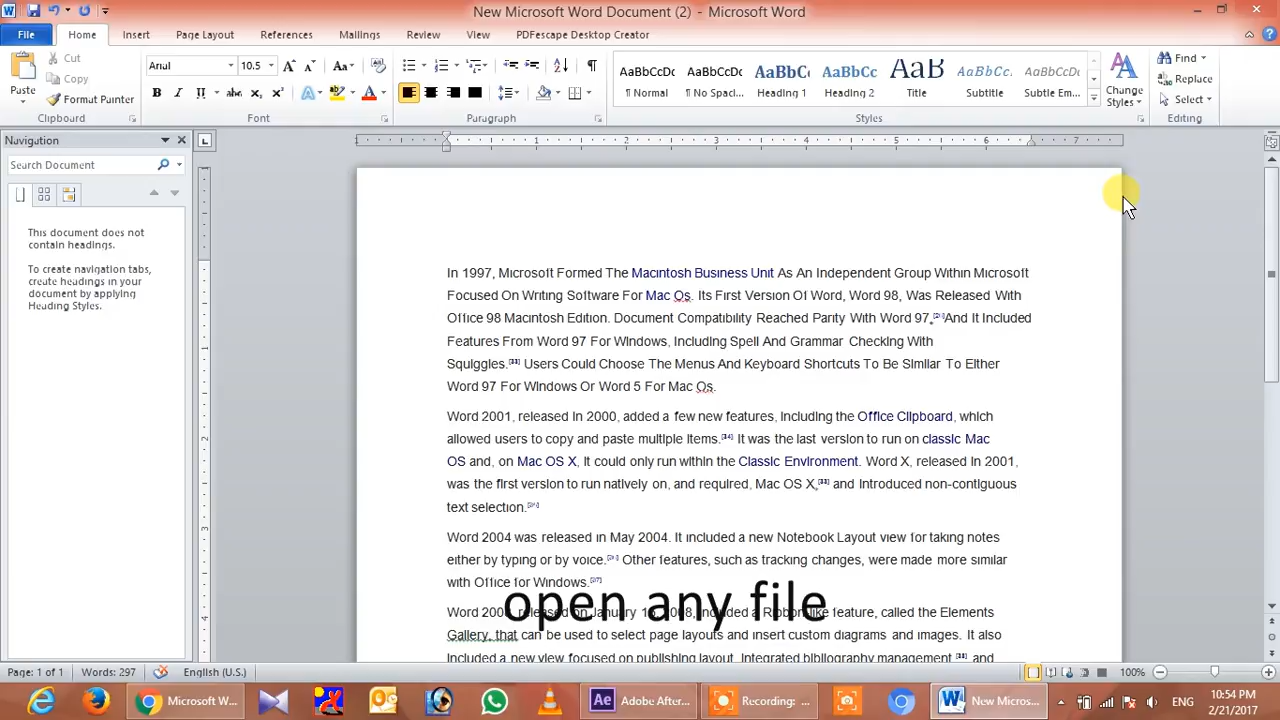 New Microsoft Word Document (2) - Microsoft Word
File Home Insert Page Layout References Mailings Review View PDFescape Desktop Creator
Paste Cut Copy Format Painter Clipboard
Arial 10.5 Font
Paragraph
AaBbCcDc AaBbCcDc AaBbC AaBbCc AaB AaBbCcD AaBbCcDc
¶ Normal ¶ No Spaci... Heading 1 Heading 2 Title Subtitle Subtle Em...
Change Styles Styles
Find Replace Select Editing
Navigation
Search Document
This document does not
contain headings.
To create navigation tabs,
create headings in your
document by applying
Heading Styles.
In 1997, Microsoft Formed The Macintosh Business Unit As An Independent Group Within Microsoft
Focused On Writing Software For Mac Os. Its First Version Of Word, Word 98, Was Released With
Office 98 Macintosh Edition. Document Compatibility Reached Parity With Word 97, And It Included
Features From Word 97 For Windows, Including Spell And Grammar Checking With
Squiggles. Users Could Choose The Menus And Keyboard Shortcuts To Be Similar To Either
Word 97 For Windows Or Word 5 For Mac Os.
Word 2001, released in 2000, added a few new features, including the Office Clipboard, which
allowed users to copy and paste multiple items. It was the last version to run on classic Mac
OS and, on Mac OS X, it could only run within the Classic Environment. Word X, released in 2001,
was the first version to run natively on, and required, Mac OS X, and introduced non-contiguous
text selection.
Word 2004 was released in May 2004. It included a new Notebook Layout view for taking notes
either by typing or by voice. Other features, such as tracking changes, were made more similar
with Office for Windows.
open any file
Word released on January included a Ribbon-like feature, called the Elements
Gallery, that can be used to select page layouts and insert custom diagrams and images. It also
included a new view focused on publishing layout, integrated bibliography management, and
Page: 1 of 1 Words: 297 English (U.S.) 100%
Microsoft W... Adobe After... Recording: ... New Micros...
ENG
10:54 PM
2/21/2017